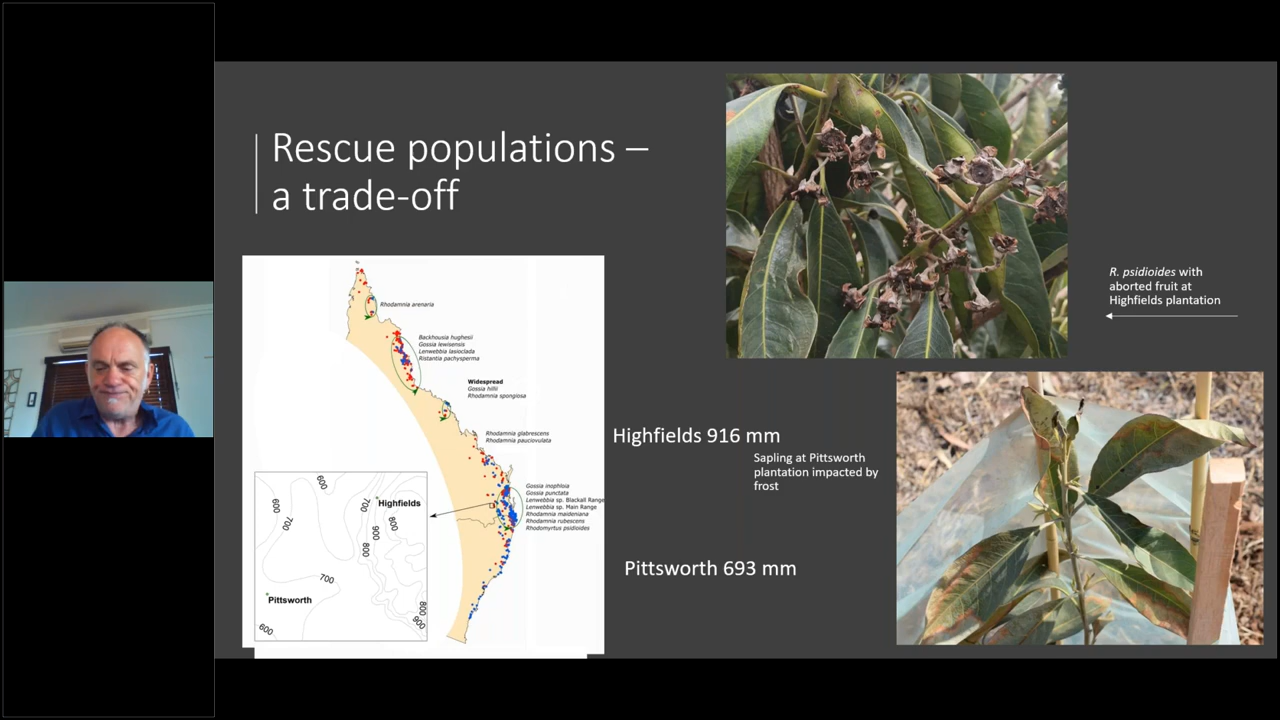 Rescue populations –
a trade-off
Rhodamnia arenaria
Backhousia hughesii
Gossia lewisensis
Lenwebbia lasioclada
Ristantia pachysperma
Widespread
Gossia hillii
Rhodamnia spongiosa
Rhodamnia glabrescens
Rhodamnia pauciovulata
Gossia inophloia
Gossia punctata
Lenwebbia sp. Blackall Range
Lenwebbia sp. Main Range
Rhodamnia maideniana
Rhodamnia rubescens
Rhodomyrtus psidioides
600
600
700
700
900
800
800
Highfields
700
Pittsworth
600
800
900
Highfields 916 mm
Sapling at Pittsworth
plantation impacted by
frost
Pittsworth 693 mm
R. psidioides with
aborted fruit at
Highfields plantation